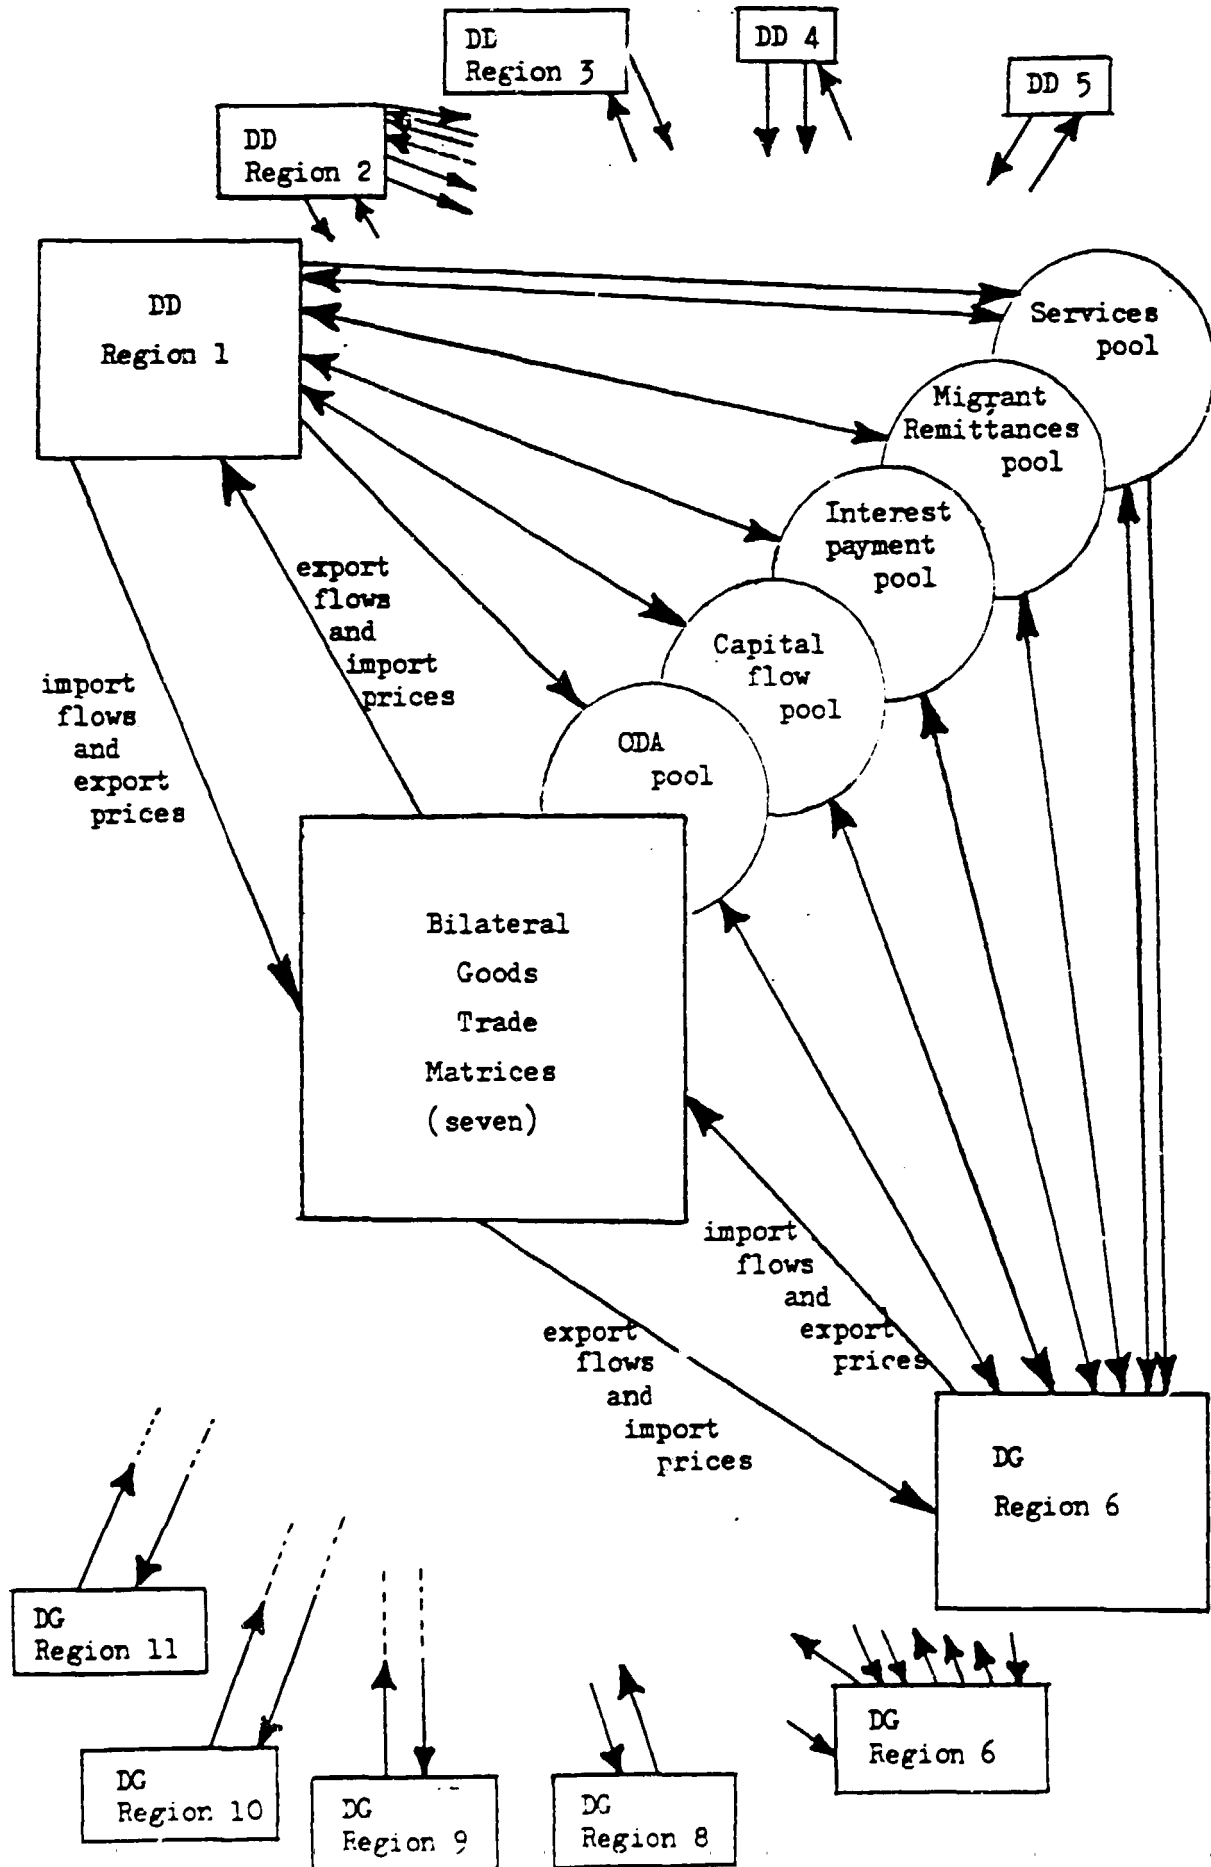 DD
Region 3
DD 4
DD 5
DD
Region 2
DD
Region 1
Services
pool
Migrant
Remittances
pool
Interest
payment
pool
Capital
flow
pool
ODA
pool
export
flows
and
import
prices
import
flows
and
export
prices
Bilateral
Goods
Trade
Matrices
(seven)
import
flows
and
export
prices
export
flows
and
import
prices
DG
Region 6
DG
Region 11
DG
Region 10
DG
Region 9
DG
Region 8
DG
Region 6